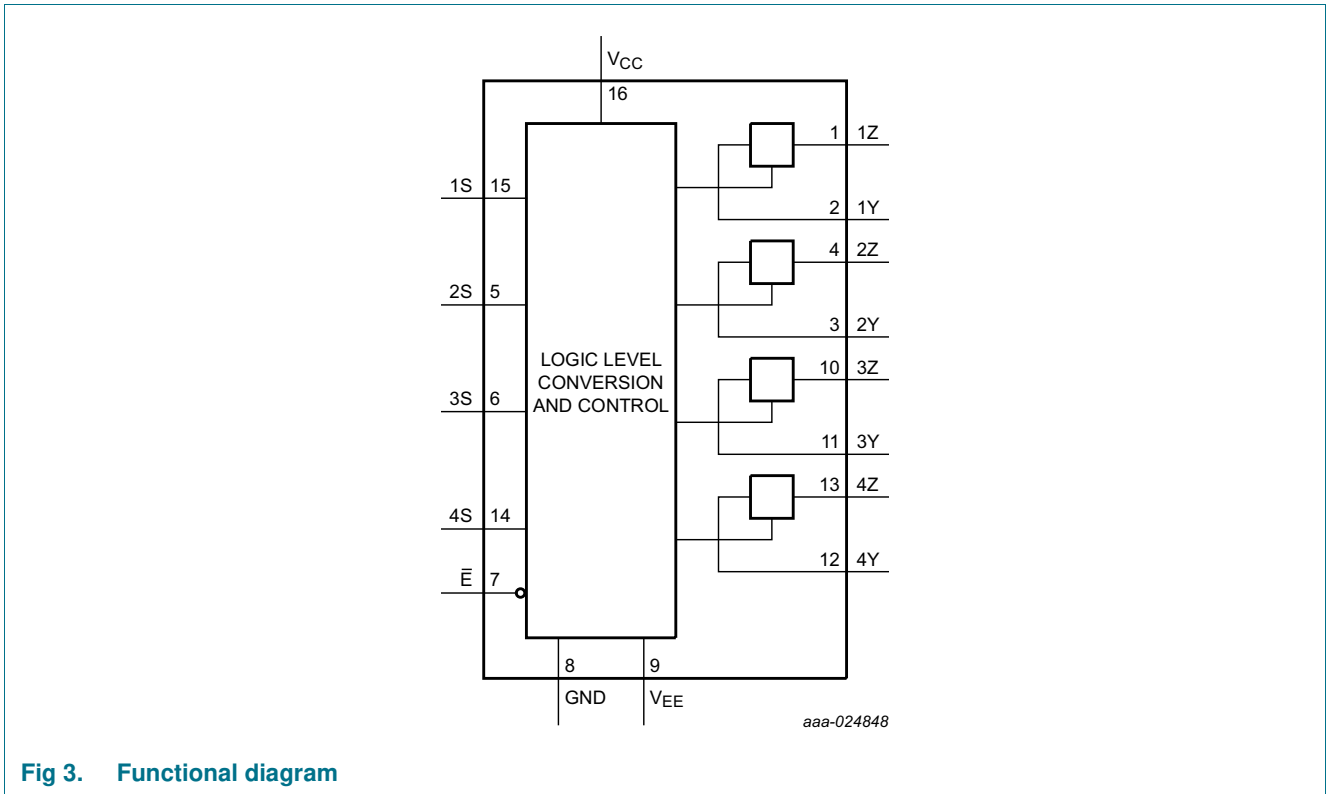 VCC
16
1 1Z
1S 15
2 1Y
4 2Z
2S 5
3 2Y
LOGIC LEVEL
CONVERSION
AND CONTROL
10 3Z
3S 6
11 3Y
13 4Z
4S 14
12 4Y
E̅ 7
8
9
GND
VEE
aaa-024848
Fig 3. Functional diagram